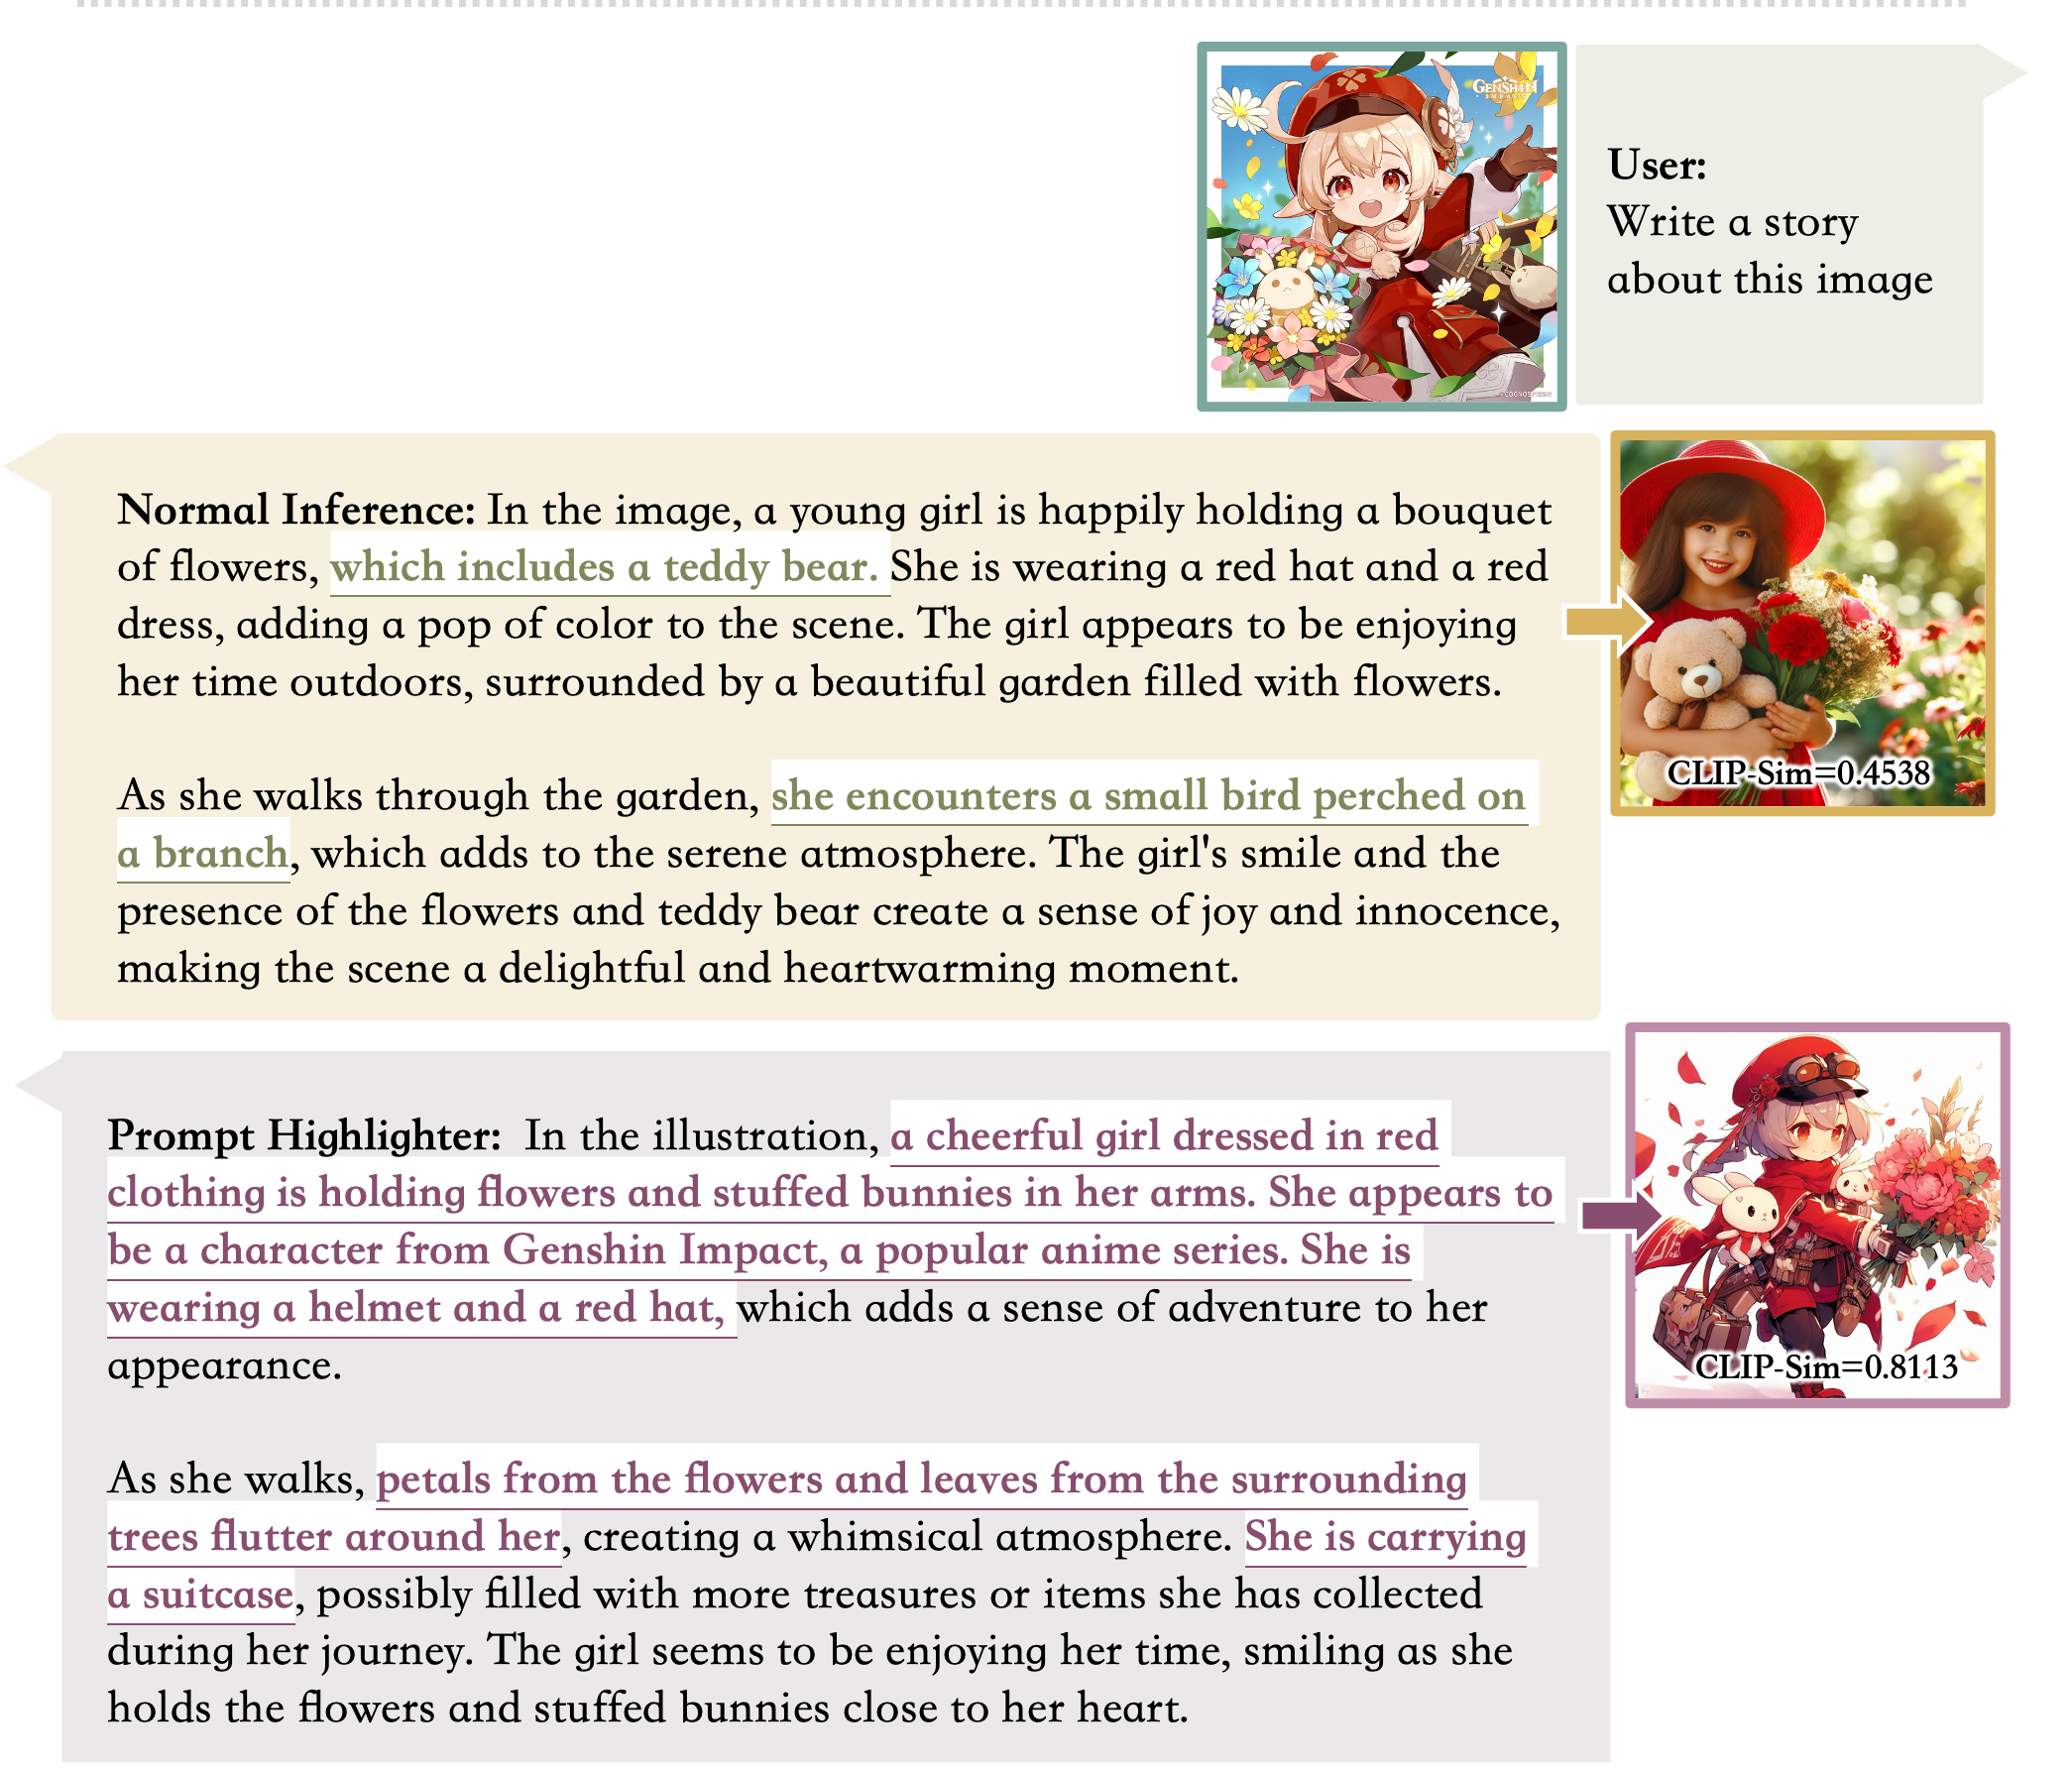 GENSHIN
IMPACT
User:
Write a story
about this image
Normal Inference: In the image, a young girl is happily holding a bouquet
of flowers, which includes a teddy bear. She is wearing a red hat and a red
dress, adding a pop of color to the scene. The girl appears to be enjoying
her time outdoors, surrounded by a beautiful garden filled with flowers.
As she walks through the garden, she encounters a small bird perched on
a branch, which adds to the serene atmosphere. The girl's smile and the
presence of the flowers and teddy bear create a sense of joy and innocence,
making the scene a delightful and heartwarming moment.
CLIP-Sim=0.4538
Prompt Highlighter: In the illustration, a cheerful girl dressed in red
clothing is holding flowers and stuffed bunnies in her arms. She appears to
be a character from Genshin Impact, a popular anime series. She is
wearing a helmet and a red hat, which adds a sense of adventure to her
appearance.
As she walks, petals from the flowers and leaves from the surrounding
trees flutter around her, creating a whimsical atmosphere. She is carrying
a suitcase, possibly filled with more treasures or items she has collected
during her journey. The girl seems to be enjoying her time, smiling as she
holds the flowers and stuffed bunnies close to her heart.
CLIP-Sim=0.8113